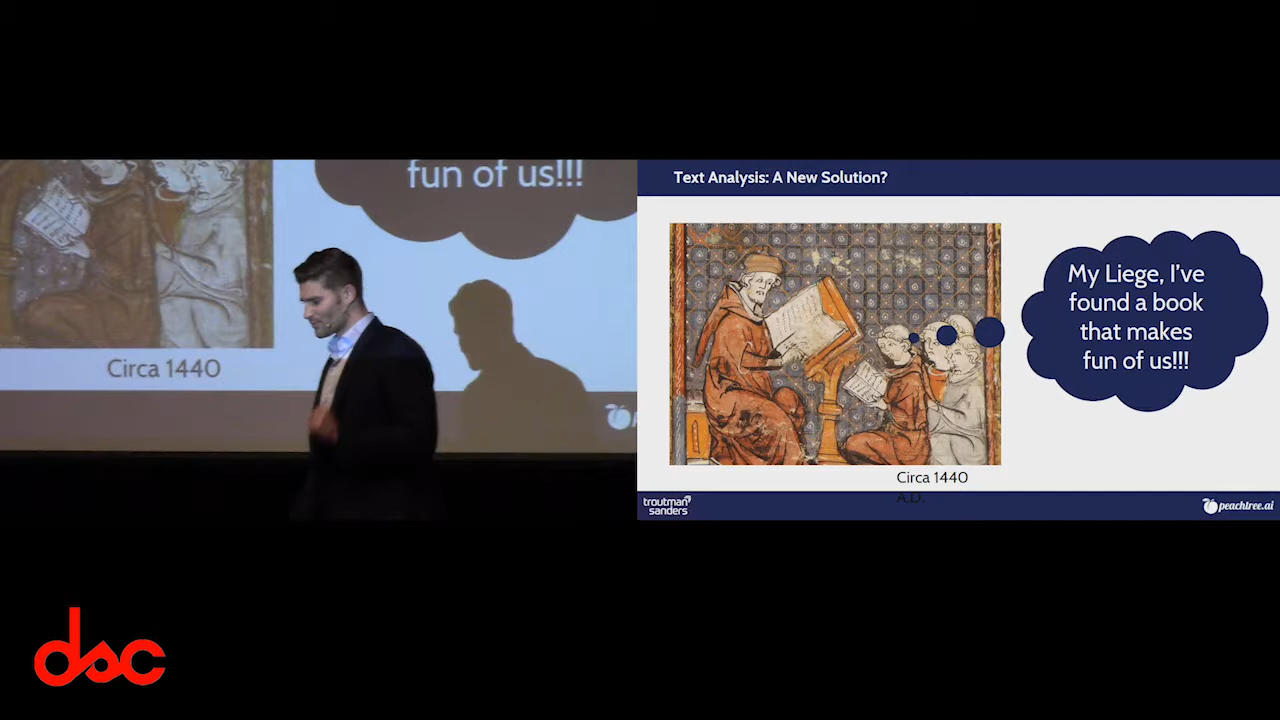 fun of us!!!
Circa 1440
Text Analysis: A New Solution?
My Liege, I've
found a book
that makes
fun of us!!!
Circa 1440
A.D.
troutman
sanders
peachtree.ai
dsc